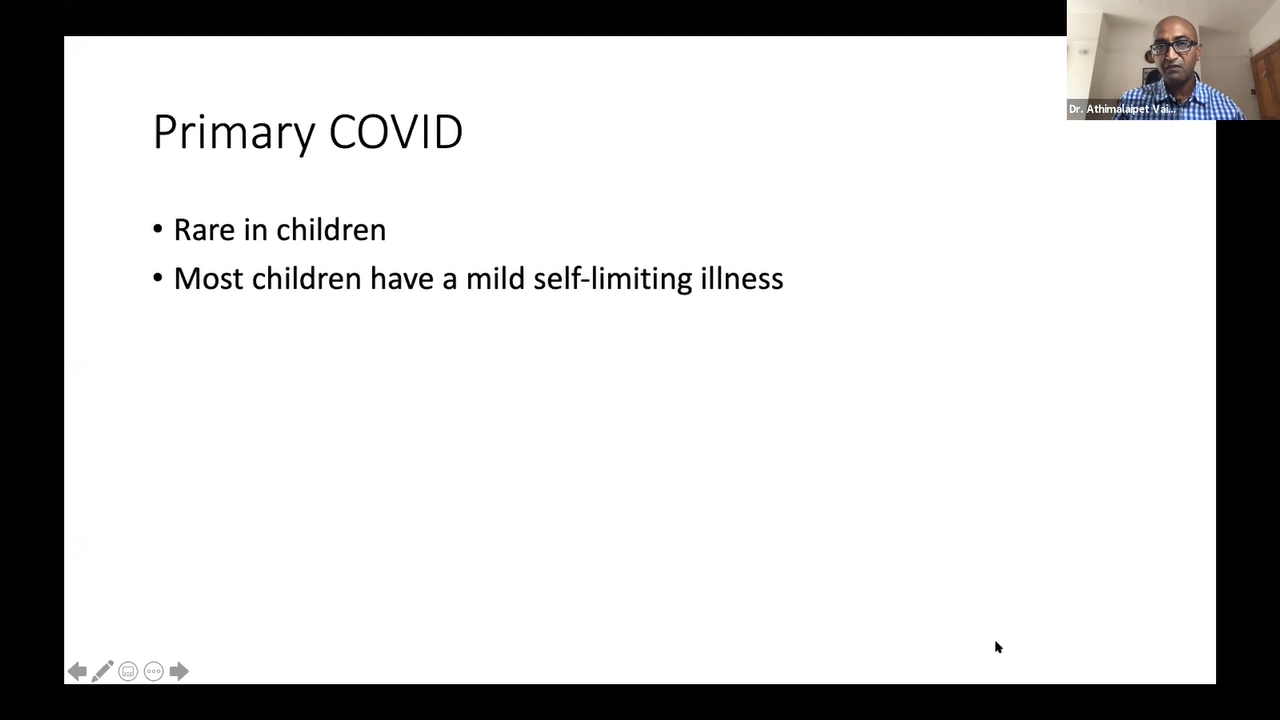 Dr. Athimalaipet Vai...
Primary COVID
• Rare in children
• Most children have a mild self-limiting illness